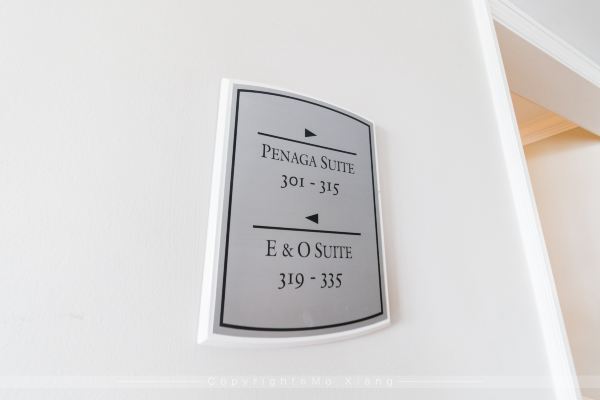 PENAGA SUITE
301 - 315
E & O SUITE
319 - 335
Copyright©Mo Xiang